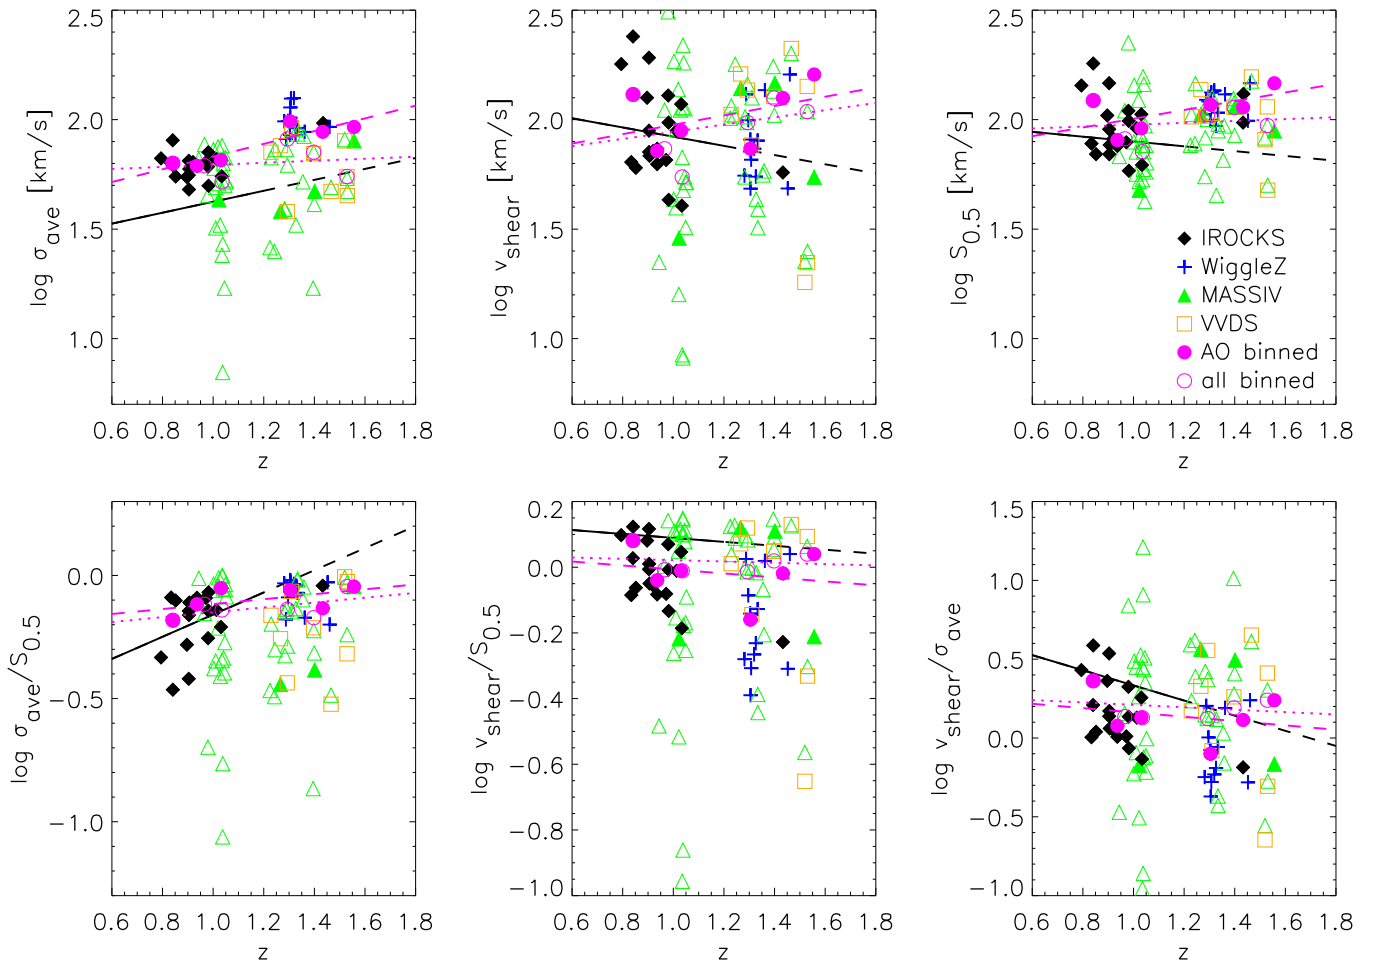 2.5
2.0
1.5
1.0
log σave [km/s]
0.6 0.8 1.0 1.2 1.4 1.6 1.8
z
2.5
2.0
1.5
1.0
log vshear [km/s]
0.6 0.8 1.0 1.2 1.4 1.6 1.8
z
2.5
2.0
1.5
1.0
log S0.5 [km/s]
IROCKS
WiggleZ
MASSIV
VVDS
AO binned
all binned
0.6 0.8 1.0 1.2 1.4 1.6 1.8
z
0.0
−0.5
−1.0
log σave/S0.5
0.6 0.8 1.0 1.2 1.4 1.6 1.8
z
0.2
0.0
−0.2
−0.4
−0.6
−0.8
−1.0
log vshear/S0.5
0.6 0.8 1.0 1.2 1.4 1.6 1.8
z
1.5
1.0
0.5
0.0
−0.5
−1.0
log vshear/σave
0.6 0.8 1.0 1.2 1.4 1.6 1.8
z